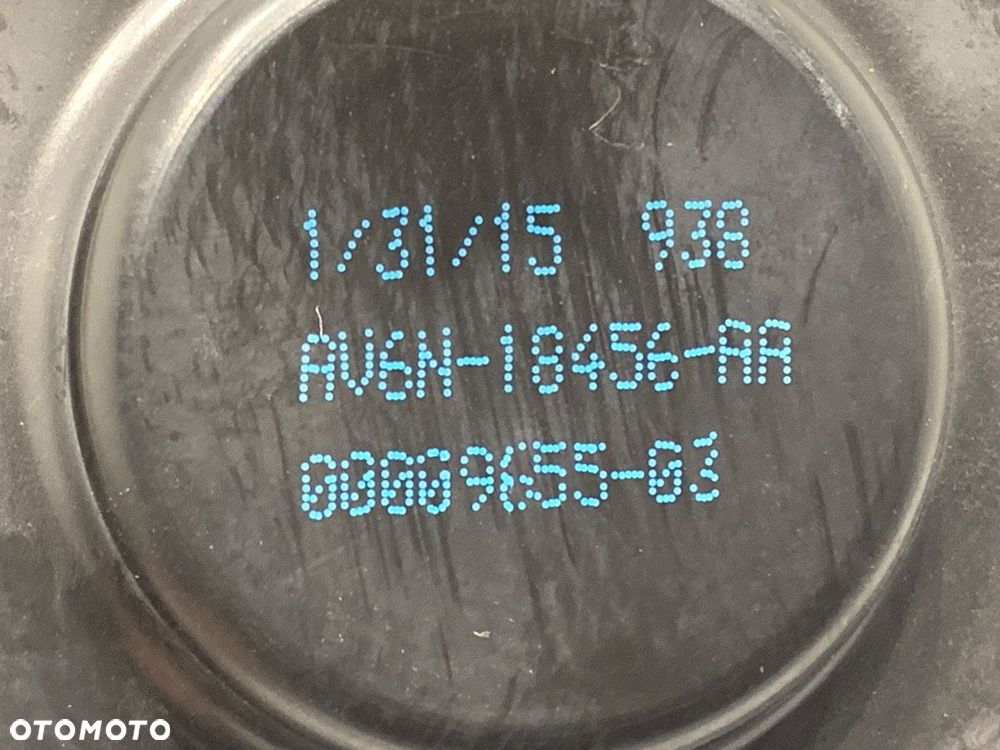 1/31/15 938
AV6N-18456-AA
00009655-03
OTOMOTO